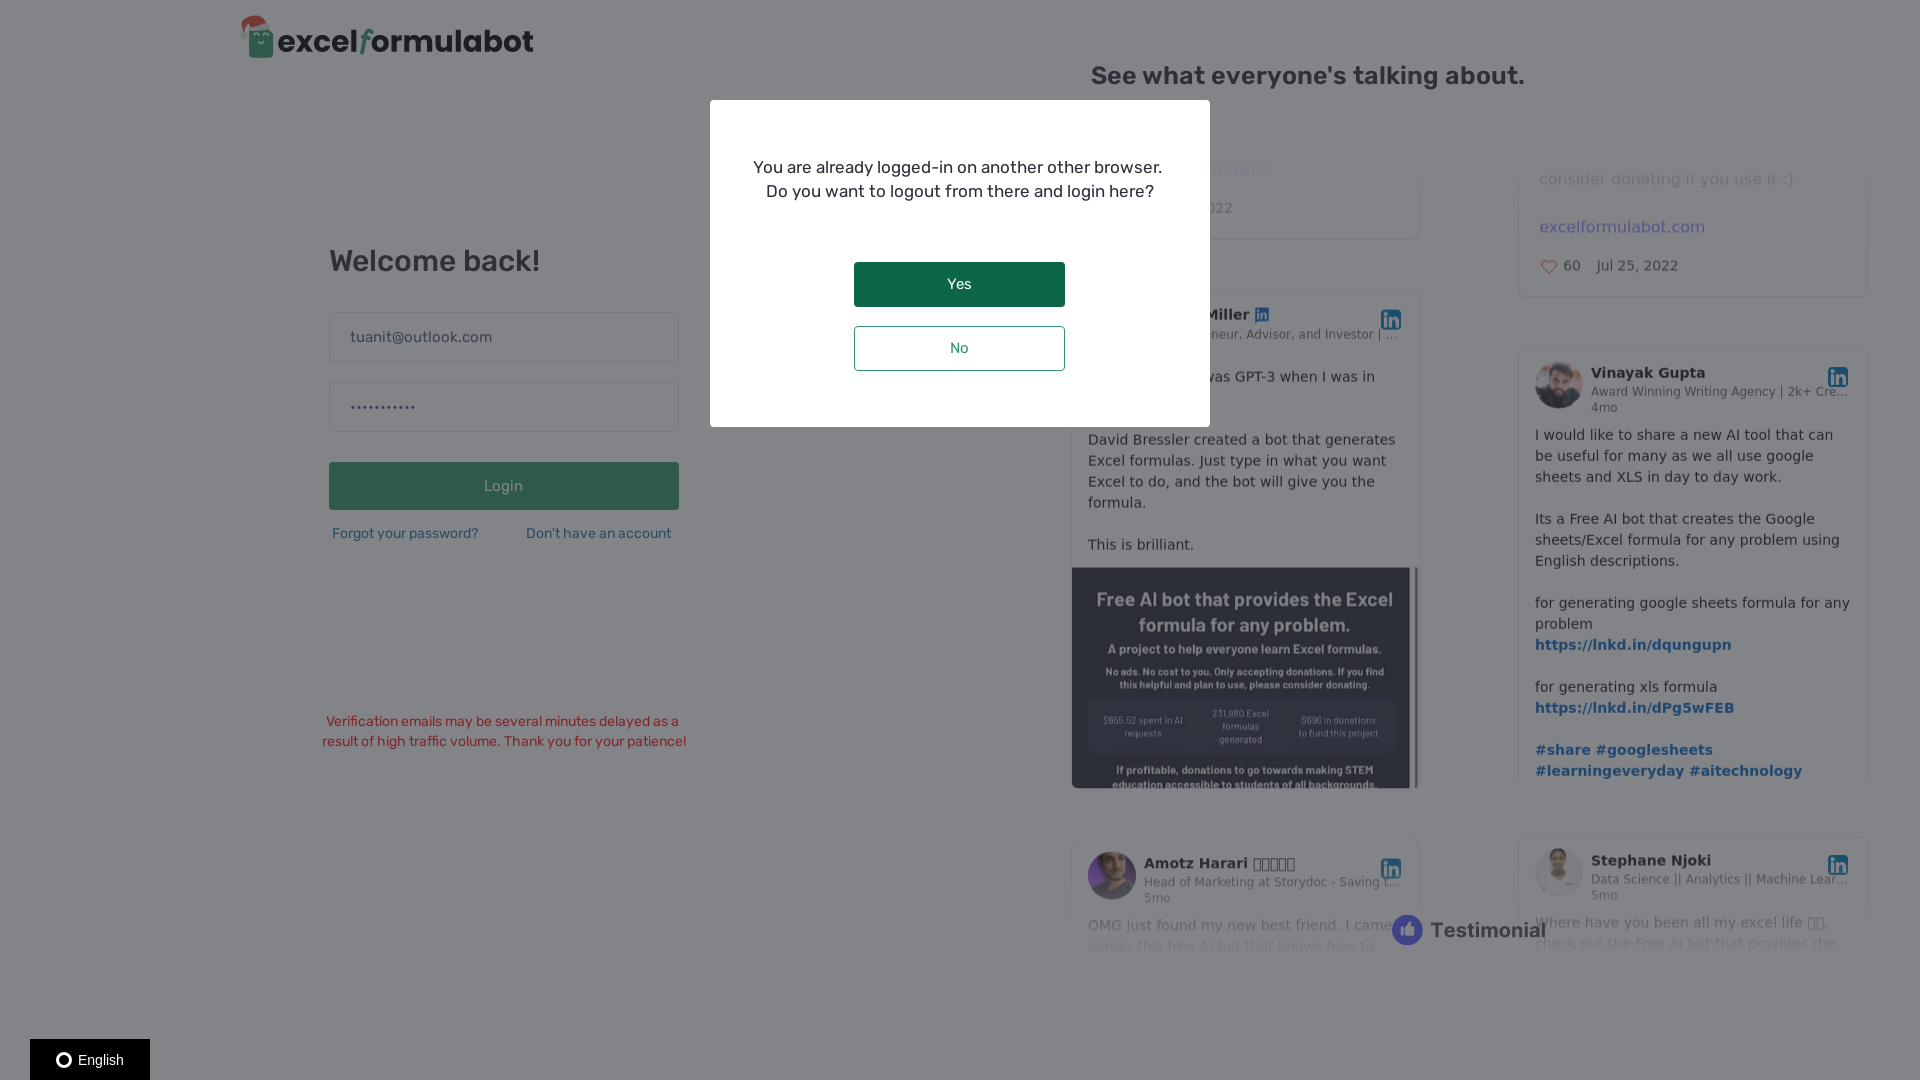 excelformulabot
See what everyone's talking about.
You are already logged-in on another other browser.
Do you want to logout from there and login here?
Yes
No
Welcome back!
tuanit@outlook.com
Login
Forgot your password?
Don't have an account
Verification emails may be several minutes delayed as a
result of high traffic volume. Thank you for your patience!
Miller
neur, Advisor, and Investor | ...
was GPT-3 when I was in
David Bressler created a bot that generates
Excel formulas. Just type in what you want
Excel to do, and the bot will give you the
formula.
This is brilliant.
Free AI bot that provides the Excel
formula for any problem.
A project to help everyone learn Excel formulas.
No ads. No cost to you. Only accepting donations. If you find
this helpful and plan to use, please consider donating.
$655.52 spent in AI
requests
231,980 Excel
formulas
generated
$696 in donations
to fund this project
If profitable, donations to go towards making STEM
education accessible to students of all backgrounds.
Amotz Harari
Head of Marketing at Storydoc - Saving t...
5mo
OMG just found my new best friend. I came
across this free AI bot that knows how to
consider donating if you use it :)
excelformulabot.com
60 Jul 25, 2022
Vinayak Gupta
Award Winning Writing Agency | 2k+ Cre...
4mo
I would like to share a new AI tool that can
be useful for many as we all use google
sheets and XLS in day to day work.
Its a Free AI bot that creates the Google
sheets/Excel formula for any problem using
English descriptions.
for generating google sheets formula for any
problem
https://lnkd.in/dqungupn
for generating xls formula
https://lnkd.in/dPg5wFEB
#share #googlesheets
#learningeveryday #aitechnology
Stephane Njoki
Data Science || Analytics || Machine Lear...
5mo
Where have you been all my excel life
check out the Free AI bot that provides the
Testimonial
English